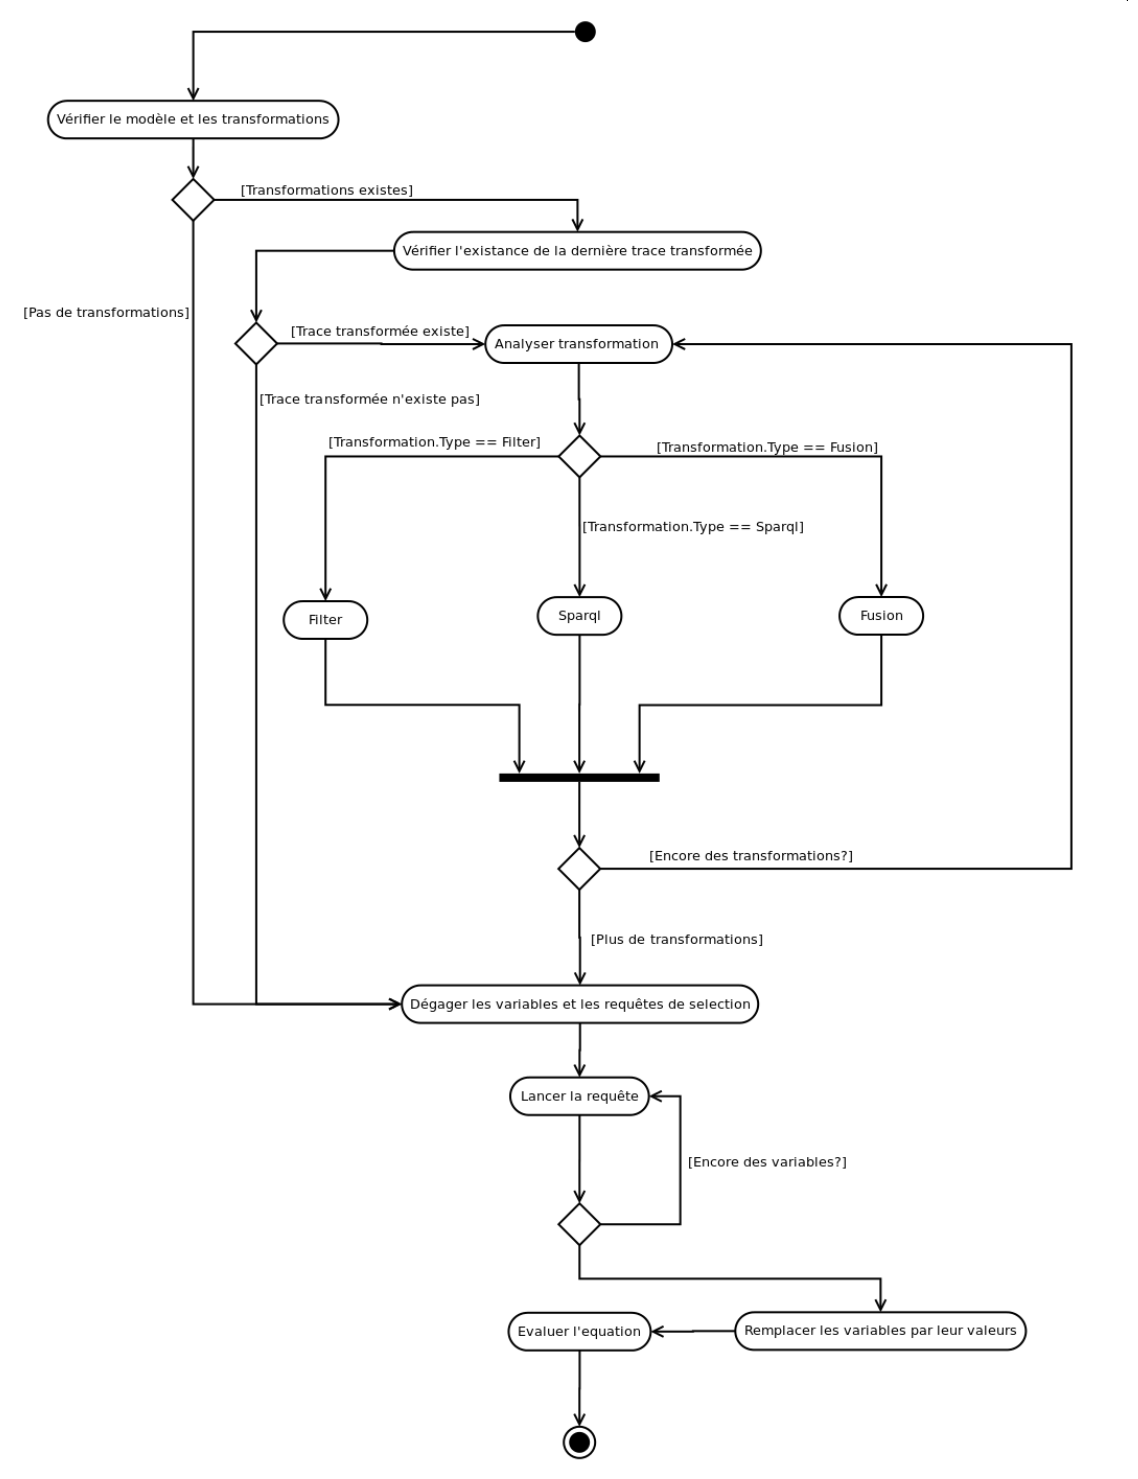 Vérifier le modèle et les transformations
[Transformations existes]
Vérifier l'existance de la dernière trace transformée
[Pas de transformations]
[Trace transformée existe]
Analyser transformation
[Trace transformée n'existe pas]
[Transformation.Type == Filter]
[Transformation.Type == Fusion]
[Transformation.Type == Sparql]
Filter
Sparql
Fusion
[Encore des transformations?]
[Plus de transformations]
Dégager les variables et les requêtes de selection
Lancer la requête
[Encore des variables?]
Evaluer l'equation
Remplacer les variables par leur valeurs